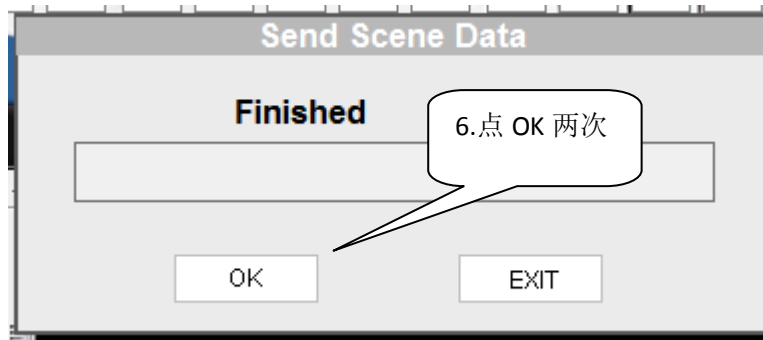 Send Scene Data
Finished
6.点 OK 两次
OK
EXIT